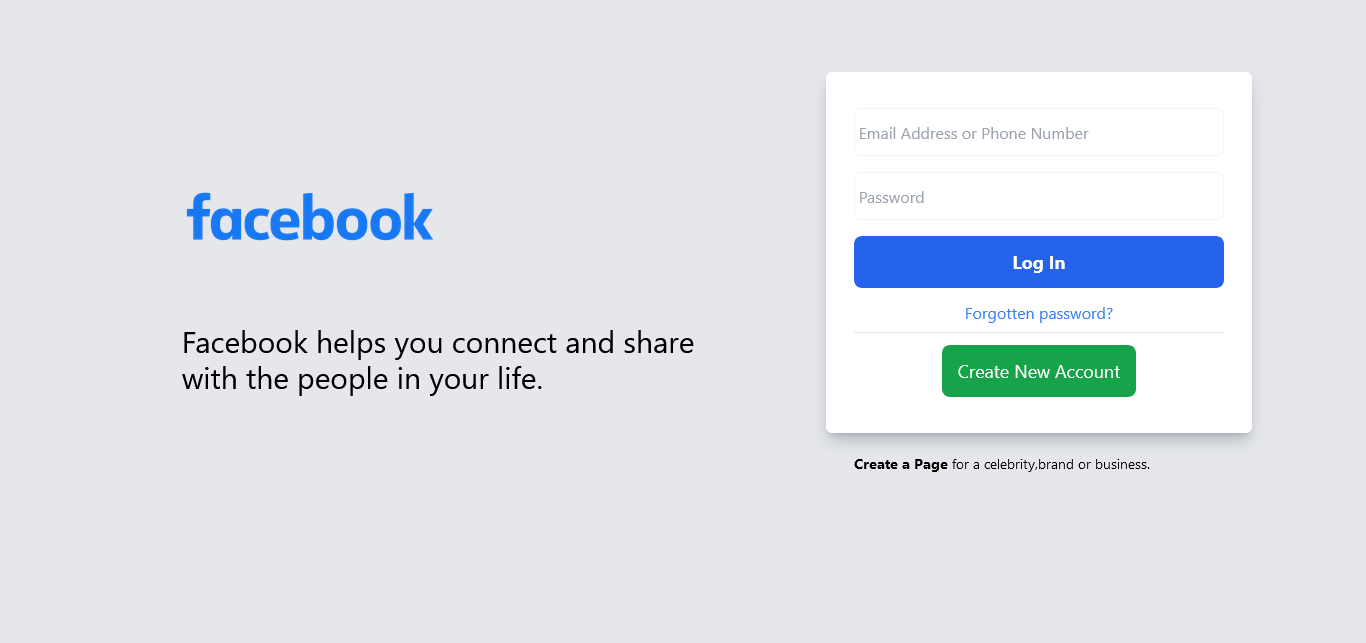 facebook
Facebook helps you connect and share
with the people in your life.
Email Address or Phone Number
Password
Log In
Forgotten password?
Create New Account
Create a Page for a celebrity,brand or business.